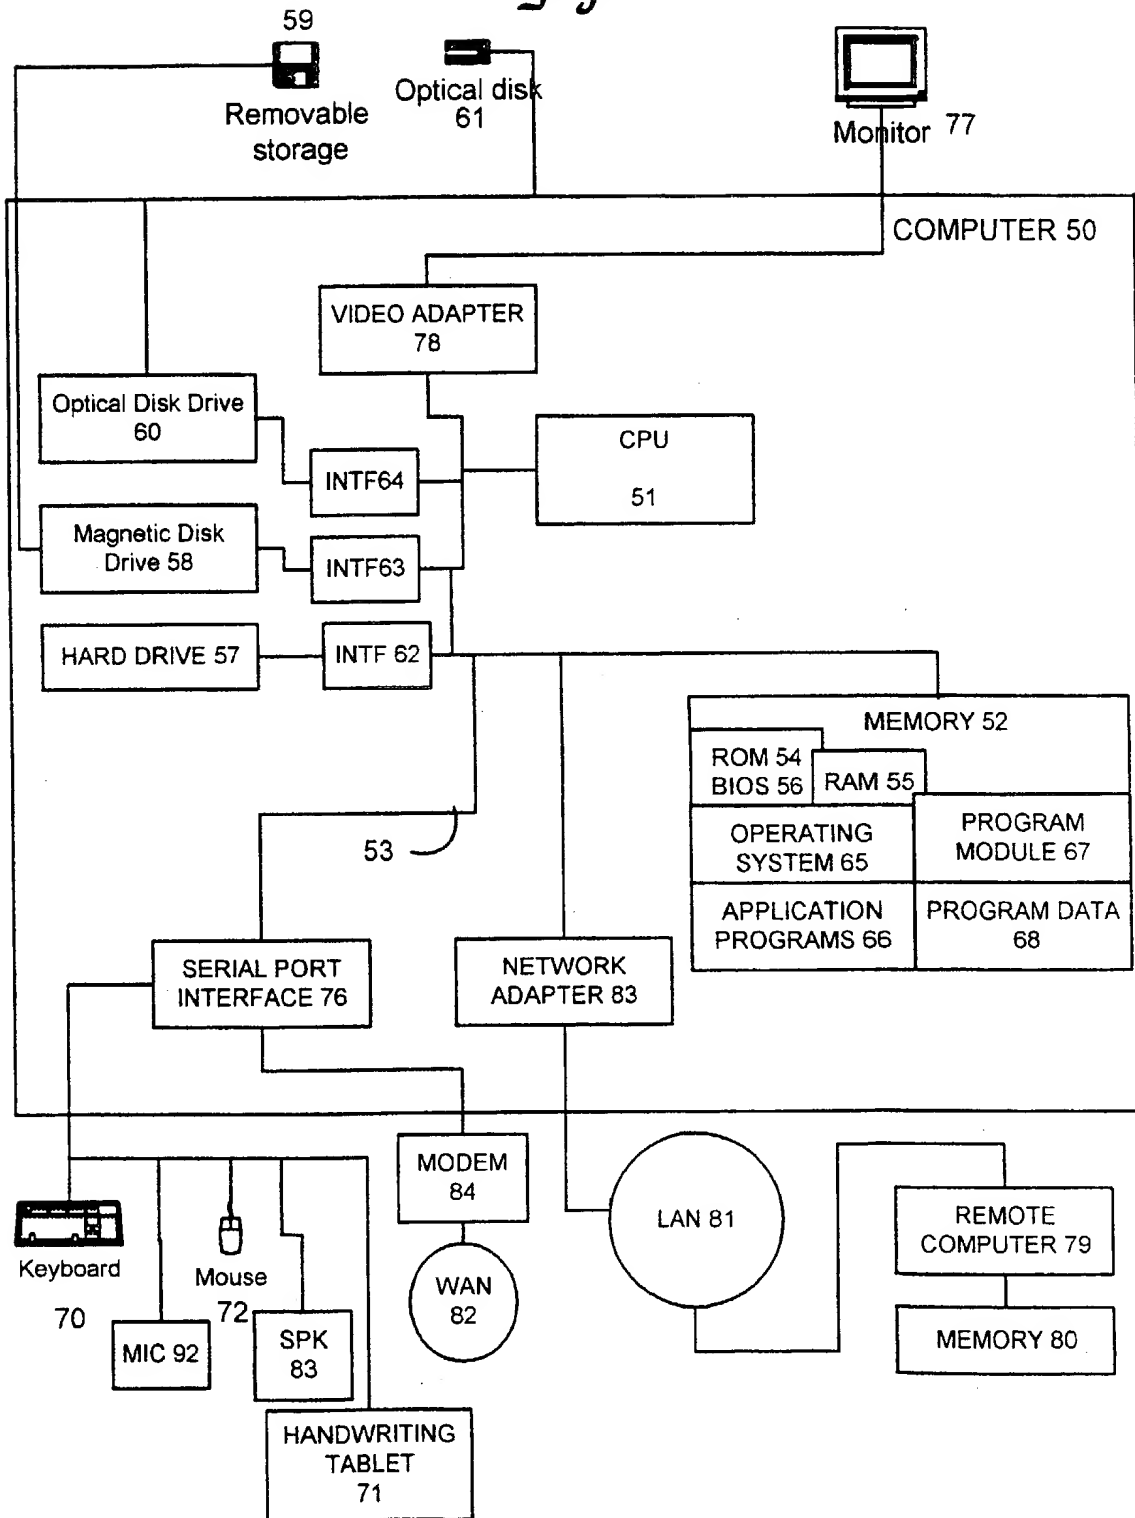 59
Removable
storage
Optical disk
61
Monitor 77
COMPUTER 50
VIDEO ADAPTER
78
Optical Disk Drive
60
INTF64
CPU
51
Magnetic Disk
Drive 58
INTF63
HARD DRIVE 57
INTF 62
MEMORY 52
ROM 54
BIOS 56
RAM 55
OPERATING
SYSTEM 65
PROGRAM
MODULE 67
APPLICATION
PROGRAMS 66
PROGRAM DATA
68
53
SERIAL PORT
INTERFACE 76
NETWORK
ADAPTER 83
MODEM
84
LAN 81
REMOTE
COMPUTER 79
MEMORY 80
WAN
82
Keyboard
70
Mouse
72
MIC 92
SPK
83
HANDWRITING
TABLET
71